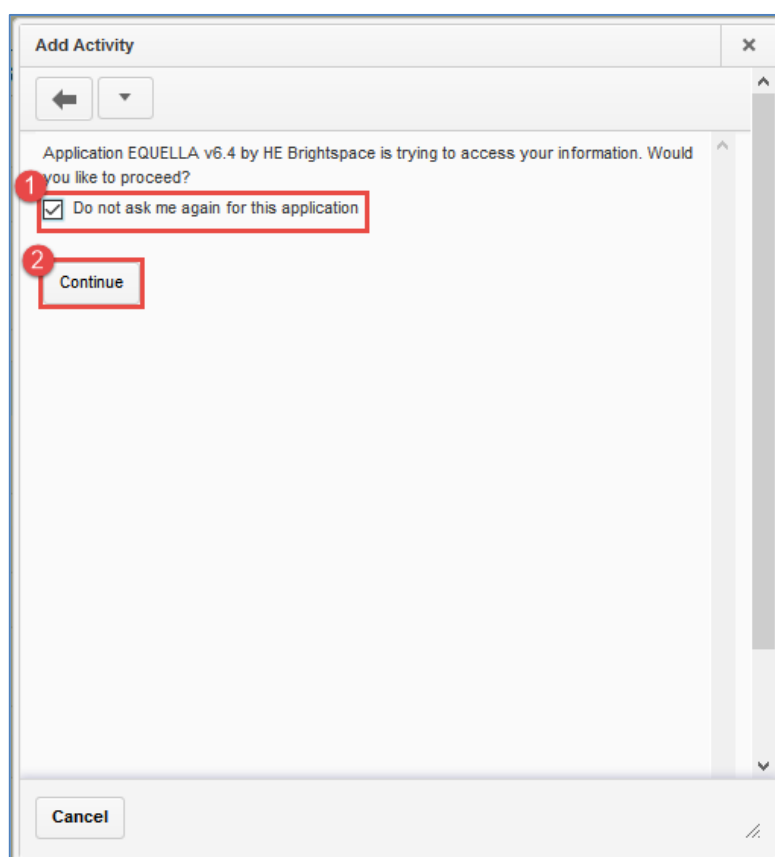 Add Activity
Application EQUELLA v6.4 by HE Brightspace is trying to access your information. Would
you like to proceed?
1
Do not ask me again for this application
2
Continue
Cancel